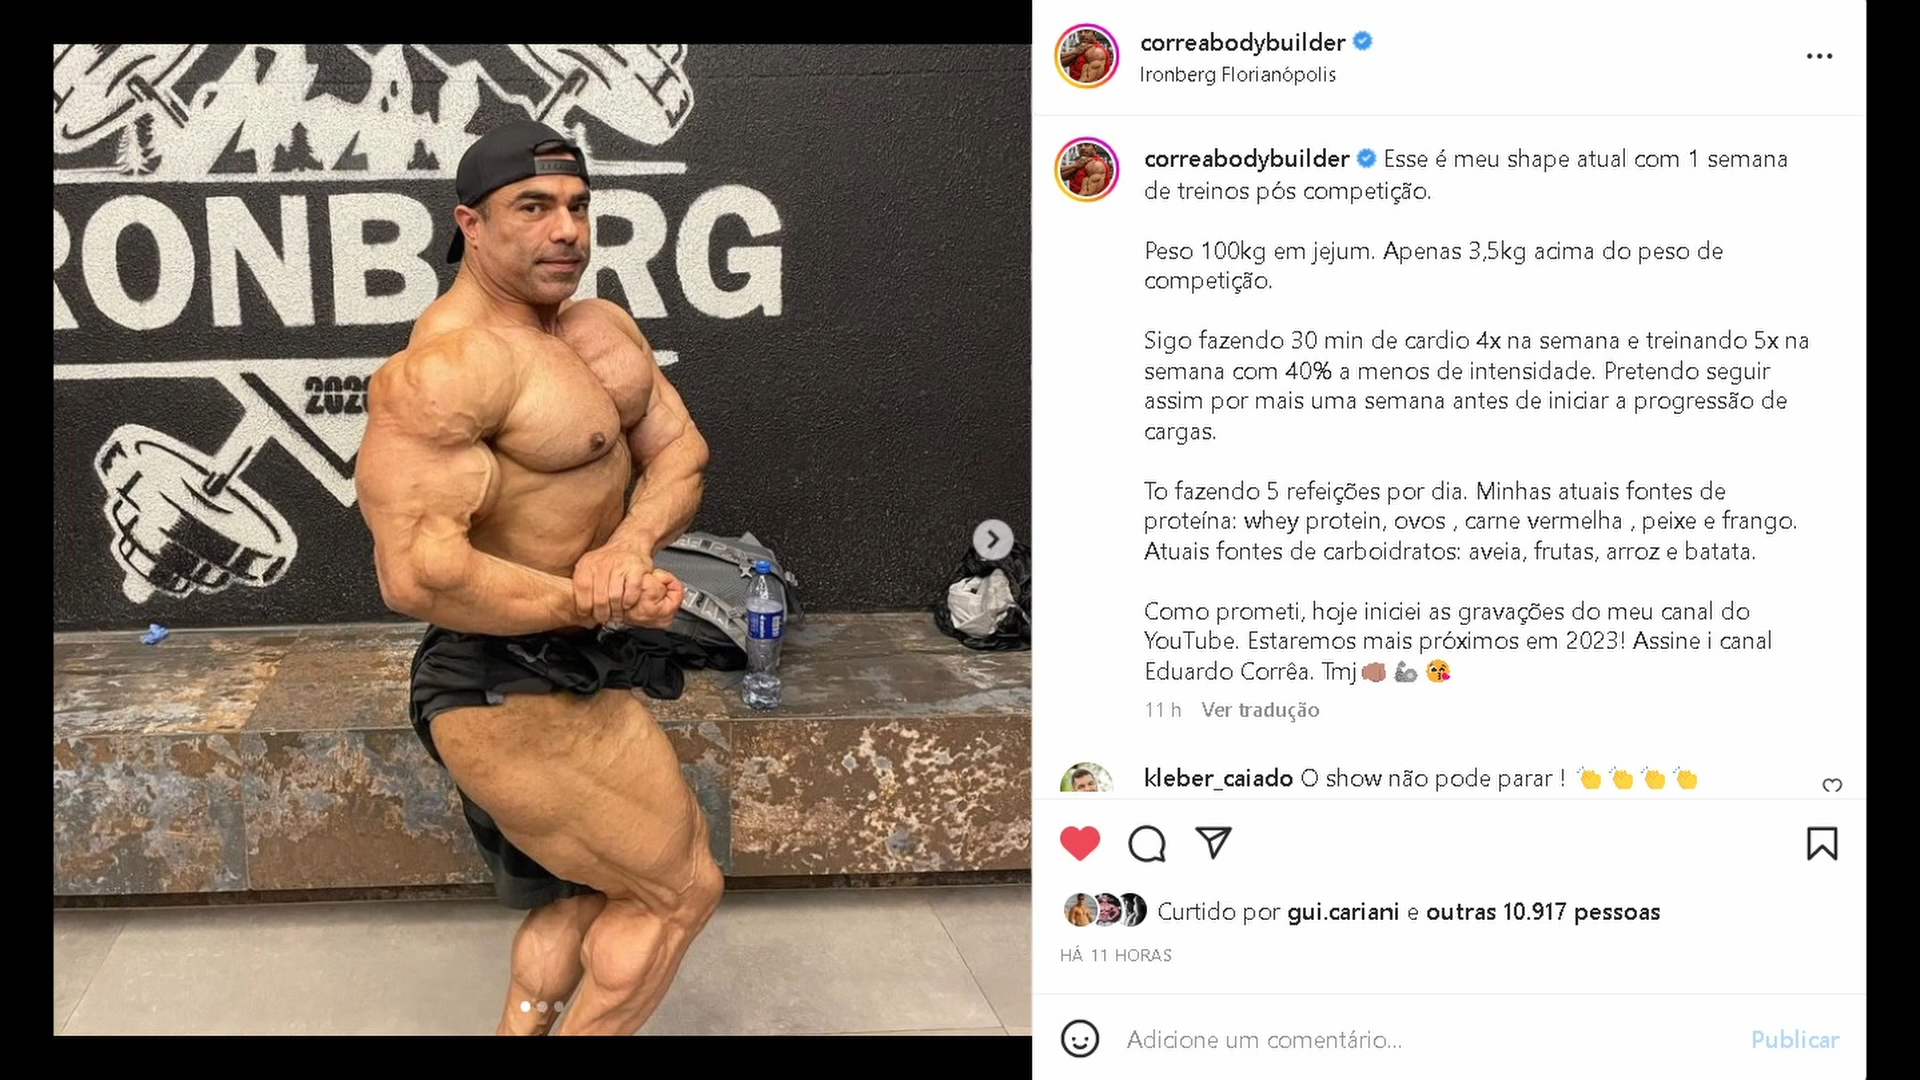 RONBERG
2020
correabodybuilder
Ironberg Florianópolis
correabodybuilder Esse é meu shape atual com 1 semana
de treinos pós competição.
Peso 100kg em jejum. Apenas 3,5kg acima do peso de
competição.
Sigo fazendo 30 min de cardio 4x na semana e treinando 5x na
semana com 40% a menos de intensidade. Pretendo seguir
assim por mais uma semana antes de iniciar a progressão de
cargas.
To fazendo 5 refeições por dia. Minhas atuais fontes de
proteína: whey protein, ovos , carne vermelha , peixe e frango.
Atuais fontes de carboidratos: aveia, frutas, arroz e batata.
Como prometi, hoje iniciei as gravações do meu canal do
YouTube. Estaremos mais próximos em 2023! Assine i canal
Eduardo Corrêa. Tmj👊🏽🦾😘
11 h Ver tradução
kleber_caiado O show não pode parar ! 👏👏👏👏
Curtido por gui.cariani e outras 10.917 pessoas
HÁ 11 HORAS
Adicione um comentário...
Publicar